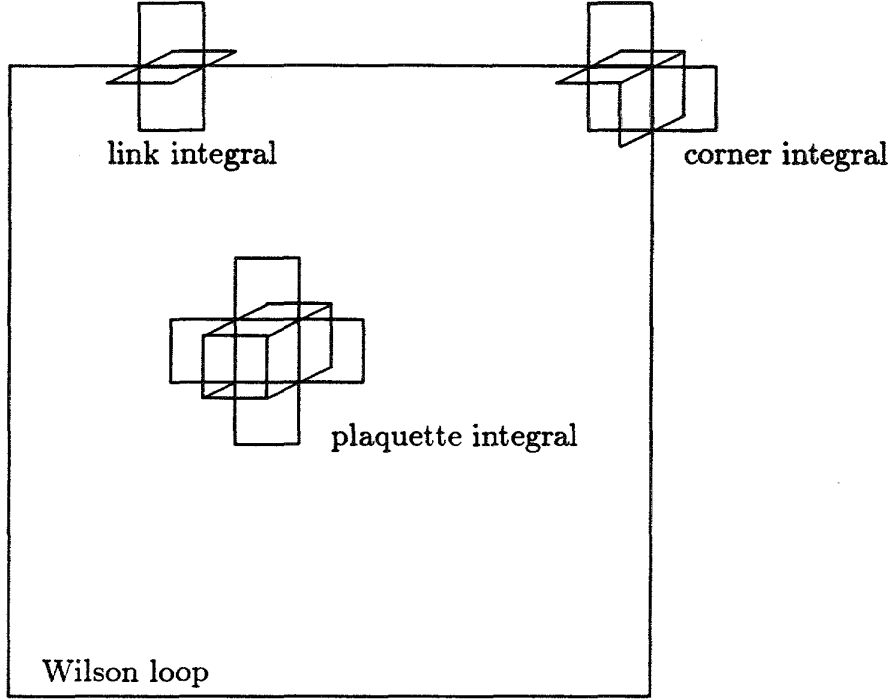 link integral
corner integral
plaquette integral
Wilson loop